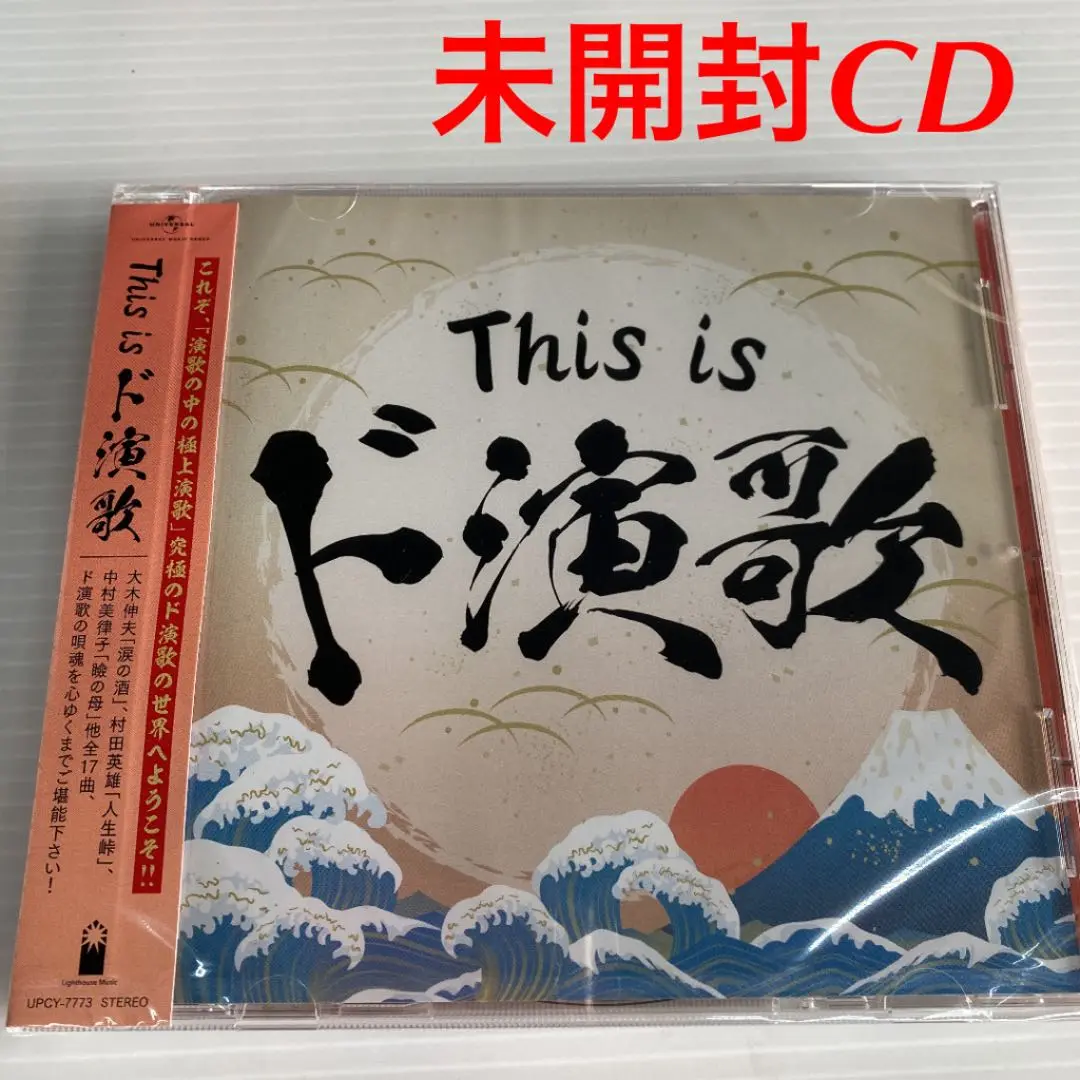 未開封CD
UNIVERSAL
UNIVERSAL MUSIC JAPAN
This is ド演歌
これぞ、「演歌の中の極上演歌」究極のド演歌の世界へようこそ!!
大木伸夫「涙の酒」、村田英雄「人生峠」、
中村美律子「瞼の母」他全17曲、
ド演歌の唄魂を心ゆくまでご堪能下さい!
Lighthouse Music
UPCY-7773 STEREO
This is
ド演歌